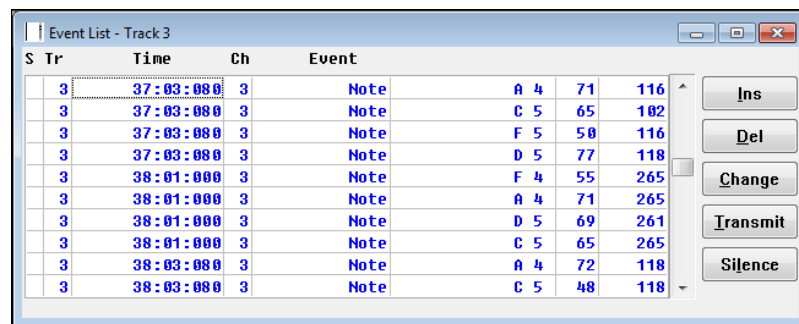 Event List - Track 3
S Tr Time Ch Event
3 37:03:080 3 Note A 4 71 116
Ins
3 37:03:080 3 Note C 5 65 102
3 37:03:080 3 Note F 5 50 116
Del
3 37:03:080 3 Note D 5 77 118
3 38:01:000 3 Note F 4 55 265
Change
3 38:01:000 3 Note A 4 71 265
3 38:01:000 3 Note D 5 69 261
Transmit
3 38:01:000 3 Note C 5 65 265
3 38:03:080 3 Note A 4 72 118
Silence
3 38:03:080 3 Note C 5 48 118